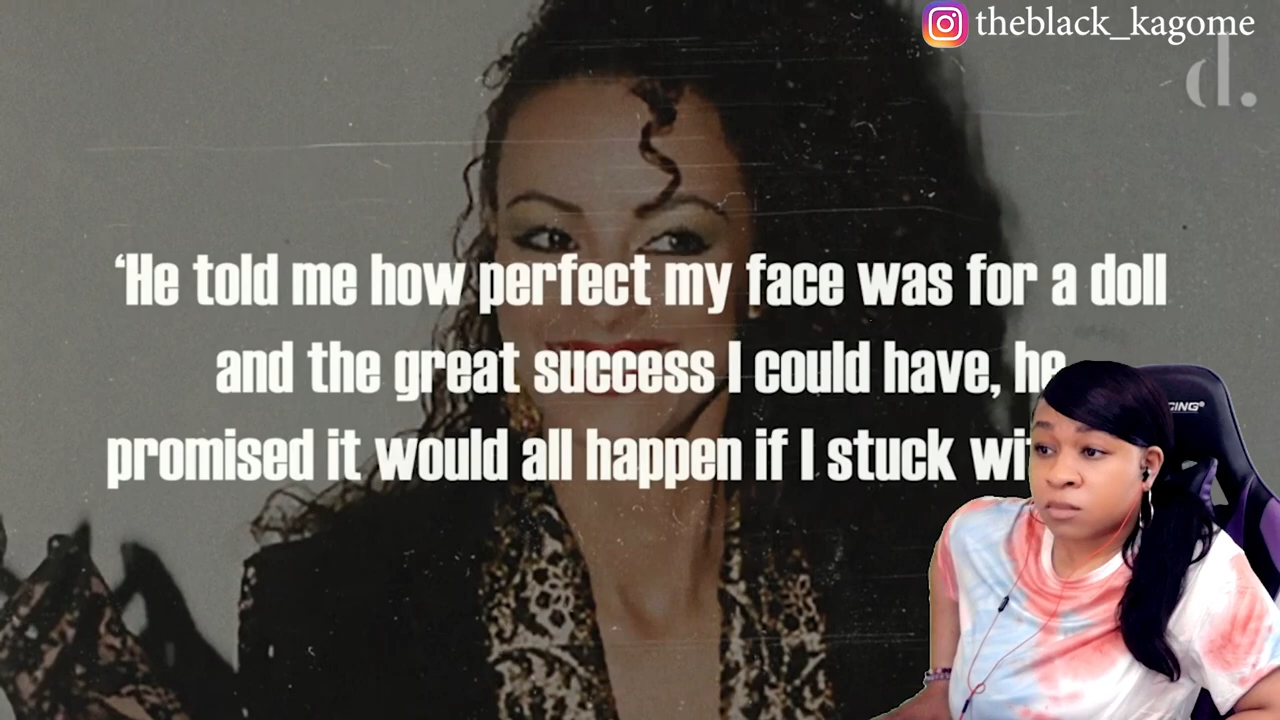 theblack_kagome
d.
‘He told me how perfect my face was for a doll
and the great success I could have, he
promised it would all happen if I stuck